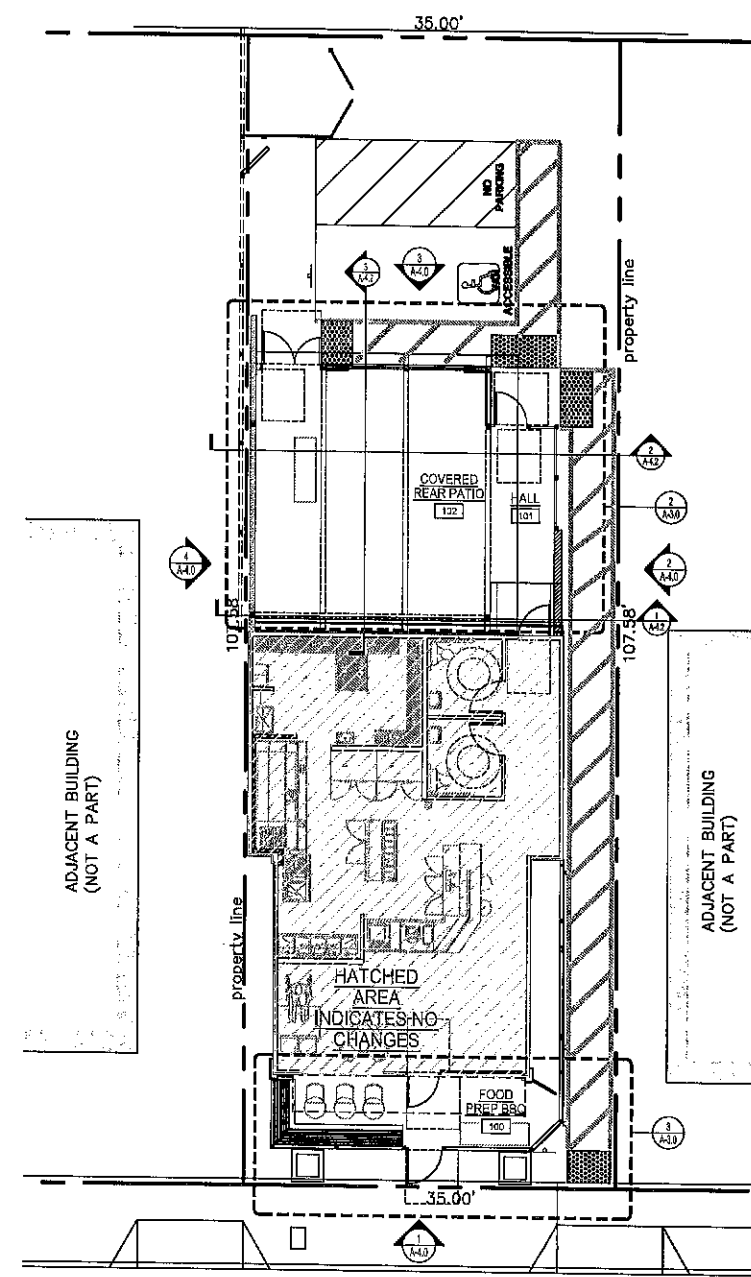 35.00'
NO
PARKING
ACCESSIBLE
property line
3
A-4.0
COVERED
REAR PATIO
102
HALL
101
2
A-4.2
2
A-3.0
4
A-4.0
2
A-4.0
1
A-4.2
107.58'
107.58'
ADJACENT BUILDING
(NOT A PART)
ADJACENT BUILDING
(NOT A PART)
property line
HATCHED
AREA
INDICATES NO
CHANGES
FOOD
PREP BBQ
100
3
A-3.0
35.00'
1
A-4.0